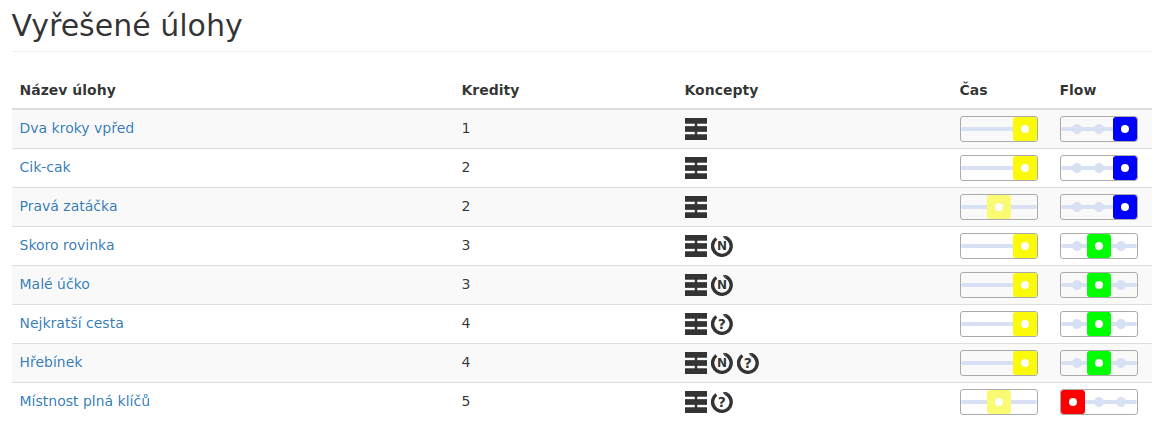 Vyřešené úlohy
Název úlohy Kredity Koncepty Čas Flow
Dva kroky vpřed 1
Cik-cak 2
Pravá zatáčka 2
Skoro rovinka 3 N
Malé účko 3 N
Nejkratší cesta 4 ?
Hřebínek 4 N ?
Místnost plná klíčů 5 ?